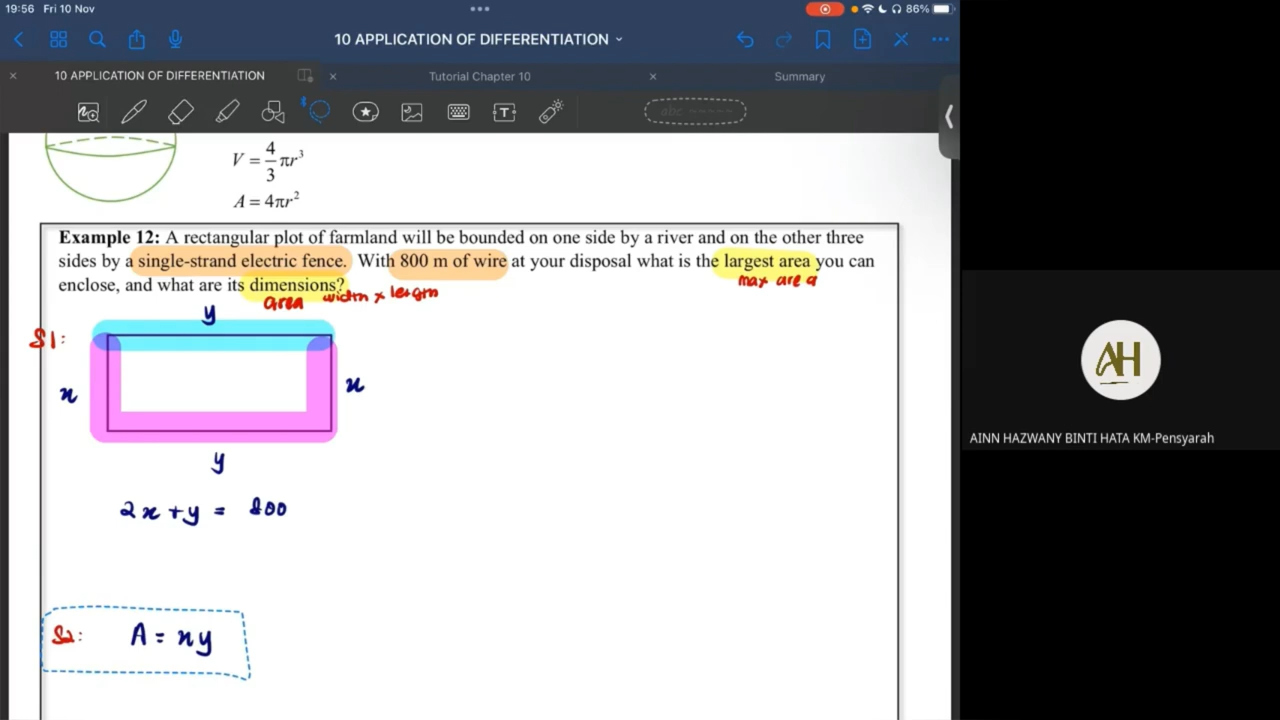 19:56 Fri 10 Nov
86%
10 APPLICATION OF DIFFERENTIATION
10 APPLICATION OF DIFFERENTIATION
Tutorial Chapter 10
Summary
T
abc
V = 4/3 πr³
A = 4πr²
Example 12: A rectangular plot of farmland will be bounded on one side by a river and on the other three
sides by a single-strand electric fence. With 800 m of wire at your disposal what is the largest area you can
max area
enclose, and what are its dimensions?
area width x length
y
S1:
x
x
y
2x + y = 800
S2: A = xy
AH
AINN HAZWANY BINTI HATA KM-Pensyarah